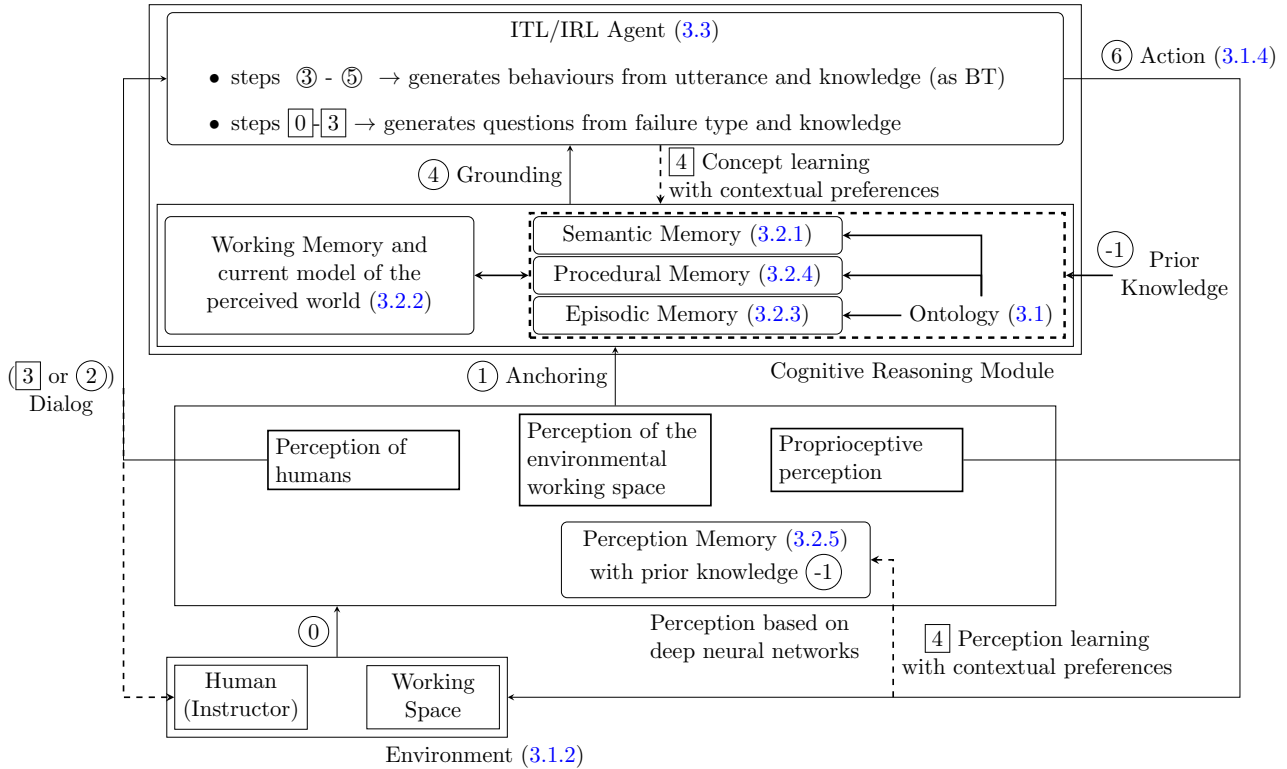 ITL/IRL Agent (3.3)
• steps ③ - ⑤ → generates behaviours from utterance and knowledge (as BT)
• steps 0-3 → generates questions from failure type and knowledge
6 Action (3.1.4)
4 Grounding
4 Concept learning
with contextual preferences
Working Memory and
current model of the
perceived world (3.2.2)
Semantic Memory (3.2.1)
Procedural Memory (3.2.4)
Episodic Memory (3.2.3)
Ontology (3.1)
-1 Prior
Knowledge
Cognitive Reasoning Module
1 Anchoring
(3 or 2)
Dialog
Perception of
humans
Perception of the
environmental
working space
Proprioceptive
perception
Perception Memory (3.2.5)
with prior knowledge -1
Perception based on
deep neural networks
4 Perception learning
with contextual preferences
0
Human
(Instructor)
Working
Space
Environment (3.1.2)